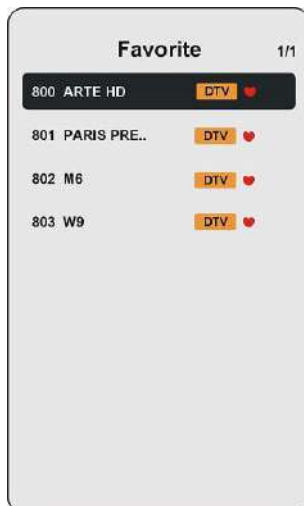 Favorite 1/1
800 ARTE HD DTV
801 PARIS PRE.. DTV
802 M6 DTV
803 W9 DTV